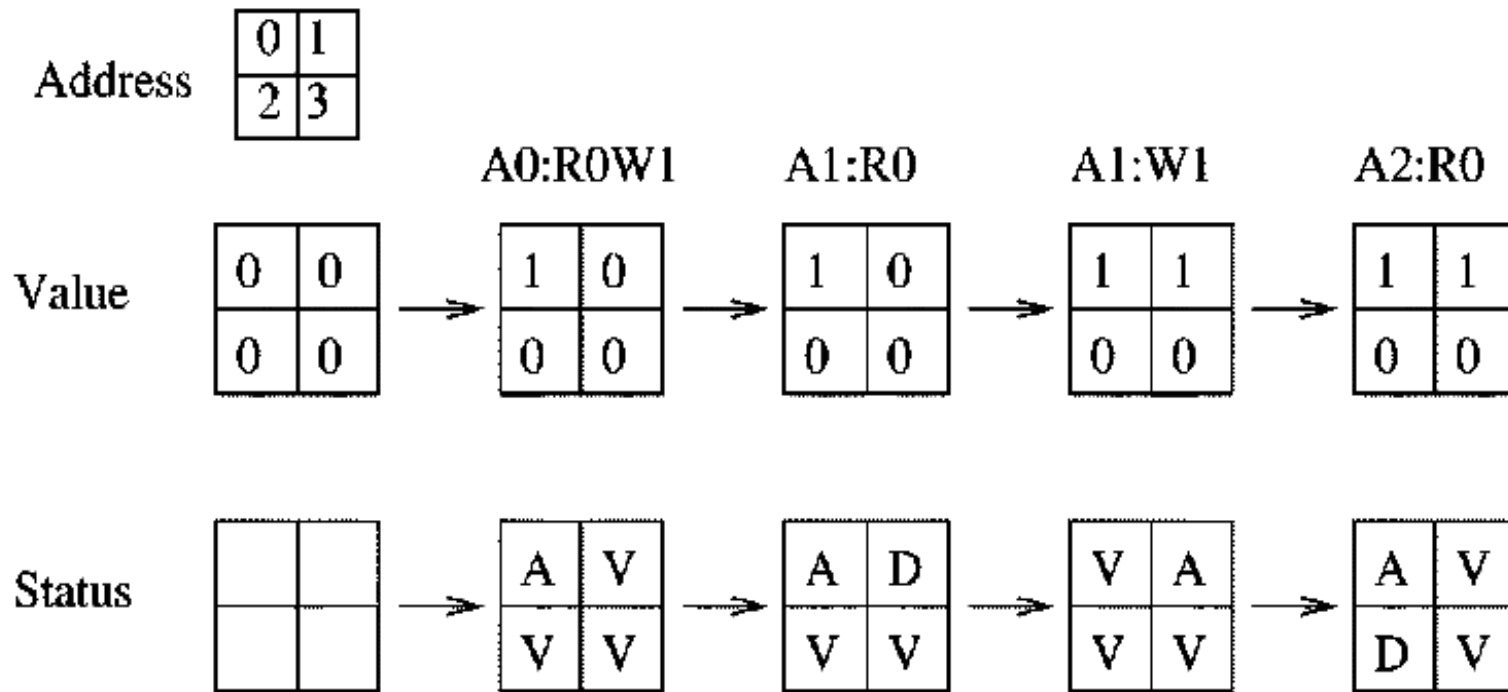 0 1
Address
2 3
A0:R0W1 A1:R0 A1:W1 A2:R0
0 0 1 0 1 0 1 1 1 1
Value
0 0 0 0 0 0 0 0 0 0
A V A D V A A V
Status
V V V V V V D V